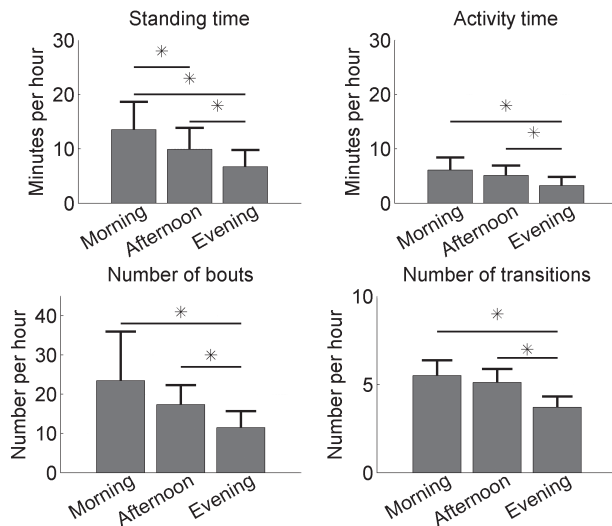 Standing time
Minutes per hour
30
20
10
0
*
*
*
Morning
Afternoon
Evening
Activity time
Minutes per hour
30
20
10
0
*
*
Morning
Afternoon
Evening
Number of bouts
Number per hour
40
30
20
10
0
*
*
Morning
Afternoon
Evening
Number of transitions
Number per hour
10
5
0
*
*
Morning
Afternoon
Evening